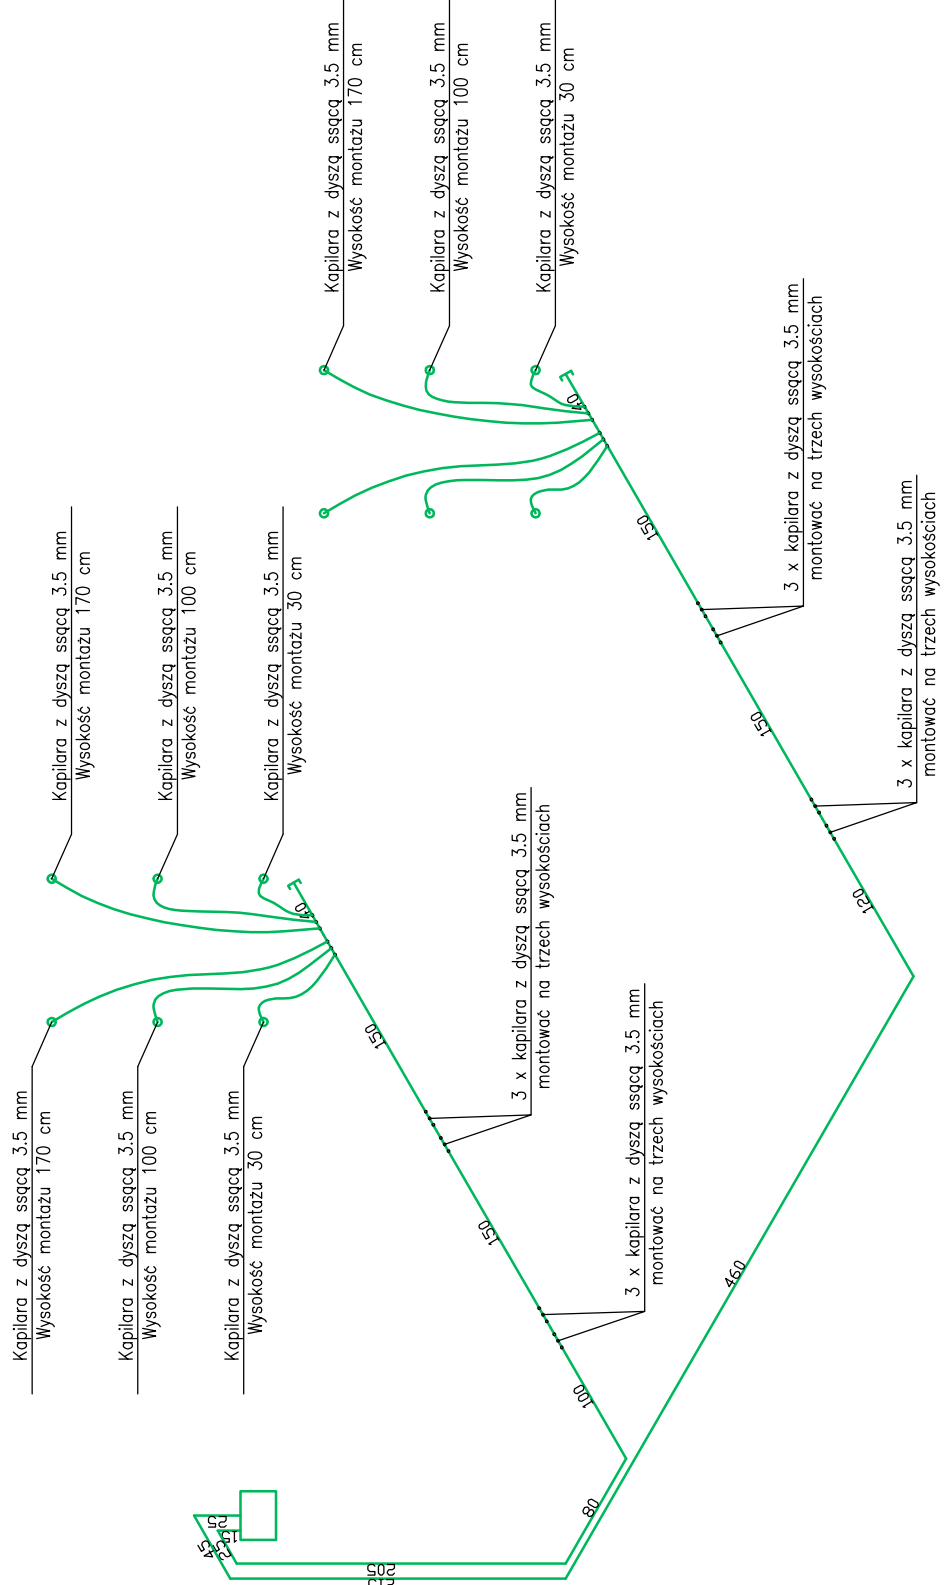 Kapilara z dyszą ssącą 3.5 mm
Wysokość montażu 170 cm
Kapilara z dyszą ssącą 3.5 mm
Wysokość montażu 100 cm
Kapilara z dyszą ssącą 3.5 mm
Wysokość montażu 30 cm
Kapilara z dyszą ssącą 3.5 mm
Wysokość montażu 170 cm
Kapilara z dyszą ssącą 3.5 mm
Wysokość montażu 100 cm
Kapilara z dyszą ssącą 3.5 mm
Wysokość montażu 30 cm
Kapilara z dyszą ssącą 3.5 mm
Wysokość montażu 170 cm
Kapilara z dyszą ssącą 3.5 mm
Wysokość montażu 100 cm
Kapilara z dyszą ssącą 3.5 mm
Wysokość montażu 30 cm
3 x kapilara z dyszą ssącą 3.5 mm
montować na trzech wysokościach
3 x kapilara z dyszą ssącą 3.5 mm
montować na trzech wysokościach
3 x kapilara z dyszą ssącą 3.5 mm
montować na trzech wysokościach
3 x kapilara z dyszą ssącą 3.5 mm
montować na trzech wysokościach
40
150
150
120
460
40
150
150
100
80
25
15
45
25
205
215